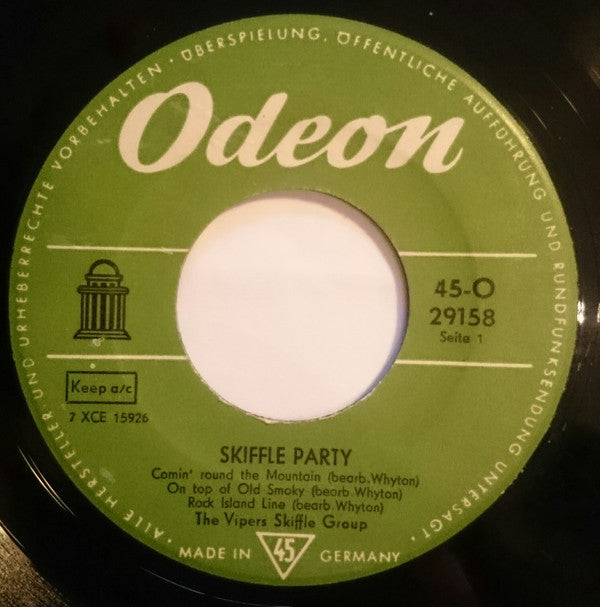 · ALLE HERSTELLER UND URHEBERRECHTE VORBEHALTEN · ÜBERSPIELUNG, ÖFFENTLICHE AUFFÜHRUNG UND RUNDFUNKSENDUNG UNTERSAGT ·
Odeon
45-O
29158
Seite 1
Keep a/c
7 XCE 15926
SKIFFLE PARTY
Comin' round the Mountain (bearb.Whyton)
On top of Old Smoky (bearb.Whyton)
Rock Island Line (bearb.Whyton)
The Vipers Skiffle Group
MADE IN 45 GERMANY